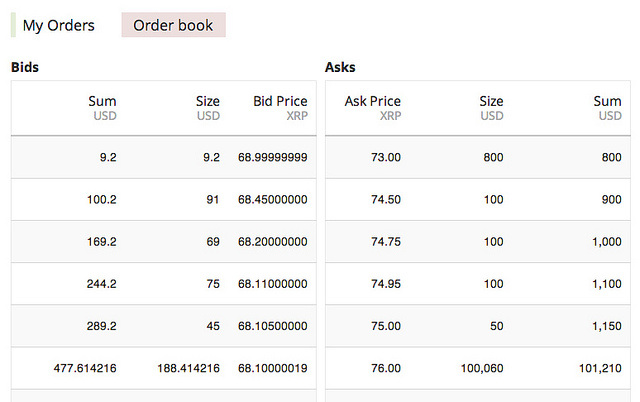 My Orders Order book
Bids Asks
Sum Size Bid Price Ask Price Size Sum
USD USD XRP XRP USD USD
9.2 9.2 68.99999999 73.00 800 800
100.2 91 68.45000000 74.50 100 900
169.2 69 68.20000000 74.75 100 1,000
244.2 75 68.11000000 74.95 100 1,100
289.2 45 68.10500000 75.00 50 1,150
477.614216 188.414216 68.10000019 76.00 100,060 101,210